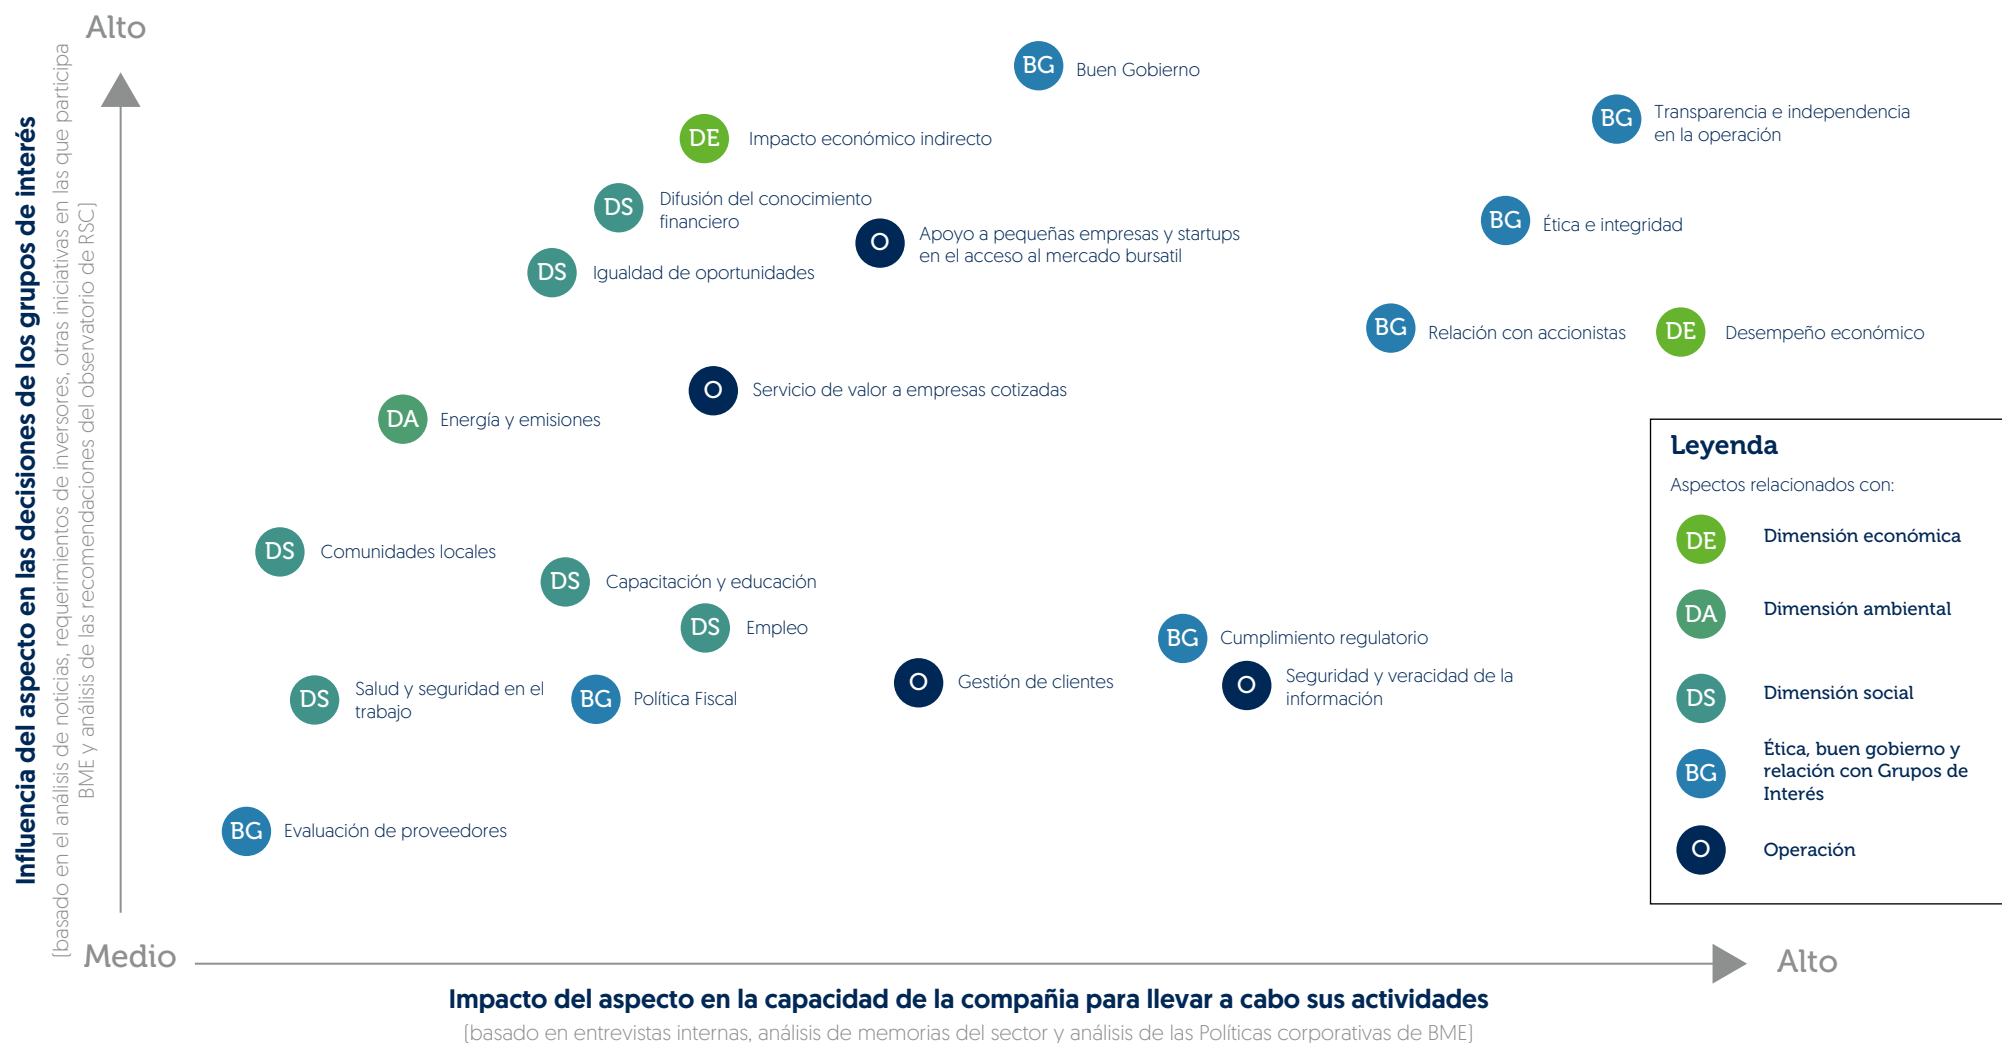 Alto
Influencia del aspecto en las decisiones de los grupos de interés
(basado en el análisis de noticias, requerimientos de inversores, otras iniciativas en las que participa
BME y análisis de las recomendaciones del observatorio de RSC)
BG Buen Gobierno
BG Transparencia e independencia
en la operación
DE Impacto económico indirecto
DS Difusión del conocimiento
financiero
BG Ética e integridad
O Apoyo a pequeñas empresas y startups
en el acceso al mercado bursatil
DS Igualdad de oportunidades
BG Relación con accionistas
DE Desempeño económico
O Servicio de valor a empresas cotizadas
DA Energía y emisiones
DS Comunidades locales
DS Capacitación y educación
DS Empleo
BG Cumplimiento regulatorio
O Gestión de clientes
O Seguridad y veracidad de la
información
DS Salud y seguridad en el
trabajo
BG Política Fiscal
BG Evaluación de proveedores
Leyenda
Aspectos relacionados con:
DE Dimensión económica
DA Dimensión ambiental
DS Dimensión social
BG Ética, buen gobierno y
relación con Grupos de
Interés
O Operación
Medio
Alto
Impacto del aspecto en la capacidad de la compañia para llevar a cabo sus actividades
(basado en entrevistas internas, análisis de memorias del sector y análisis de las Políticas corporativas de BME)